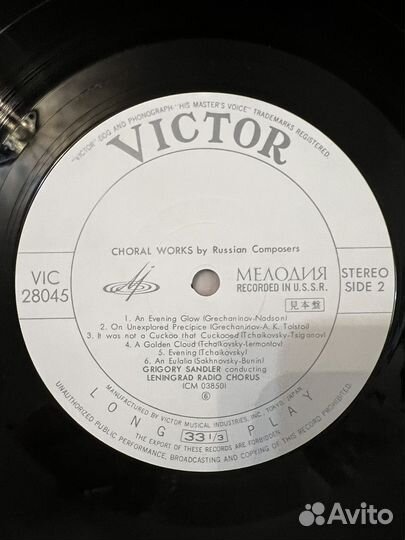 "VICTOR"-DOG AND PHONOGRAPH-"HIS MASTER'S VOICE" TRADEMARKS REGISTERED.
VICTOR
CHORAL WORKS by Russian Composers
VIC
28045
МЕЛОДИЯ
RECORDED IN U.S.S.R.
見本盤
STEREO
SIDE 2
1. An Evening Glow (Grechaninov-Nadson)
2. On Unexplored Precipice (Grechaninov-A. K. Tolstoi)
3. It was not a Cuckoo that Cuckooed (Tchaikovsky-Tsiganov)
4. A Golden Cloud (Tchaikovsky-Lermontov)
5. Evening (Tchaikovsky)
6. An Eulalia (Sakhnovsky-Bunin)
GRIGORY SANDLER conducting
LENINGRAD RADIO CHORUS
(CM 03850)
6
MANUFACTURED BY VICTOR MUSICAL INDUSTRIES, INC., TOKYO, JAPAN
LONG 33 1/3 PLAY
THE EXPORT OF THESE RECORDS ARE FORBIDDEN.
UNAUTHORIZED PUBLIC PERFORMANCE, BROADCASTING AND COPYING OF THIS RECORD PROHIBITED
Avito